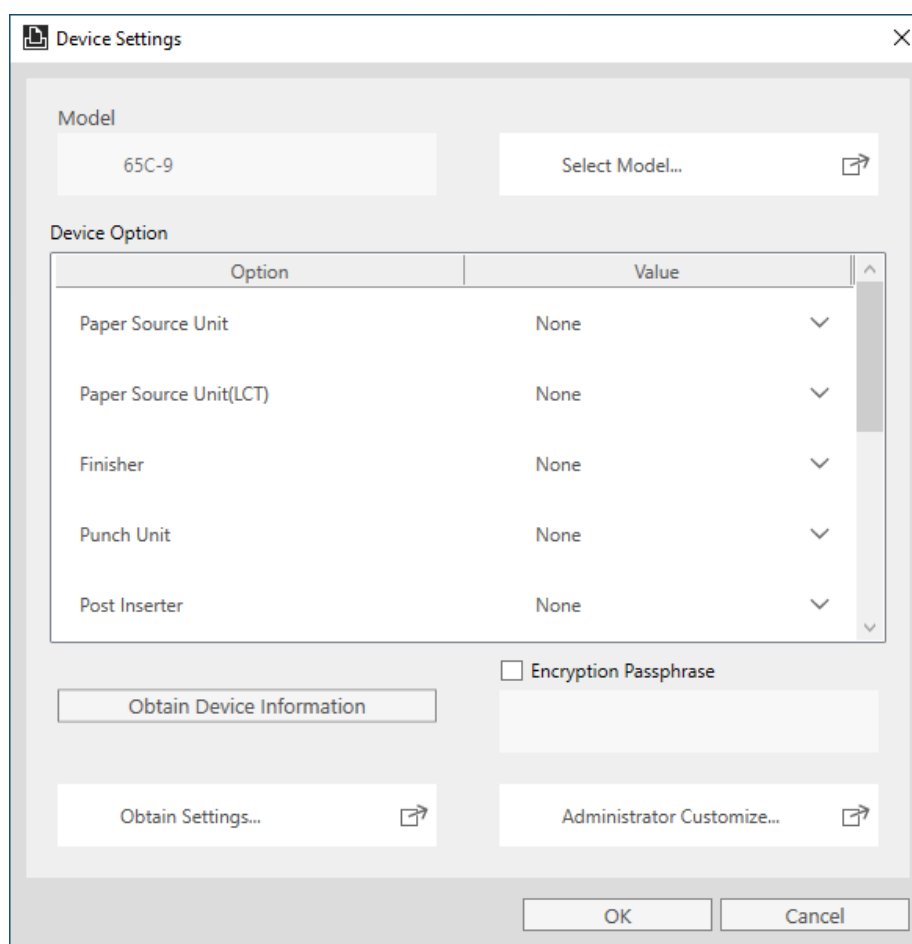 Device Settings
Model
65C-9
Select Model...
Device Option
Option Value
Paper Source Unit None
Paper Source Unit(LCT) None
Finisher None
Punch Unit None
Post Inserter None
Encryption Passphrase
Obtain Device Information
Obtain Settings...
Administrator Customize...
OK Cancel